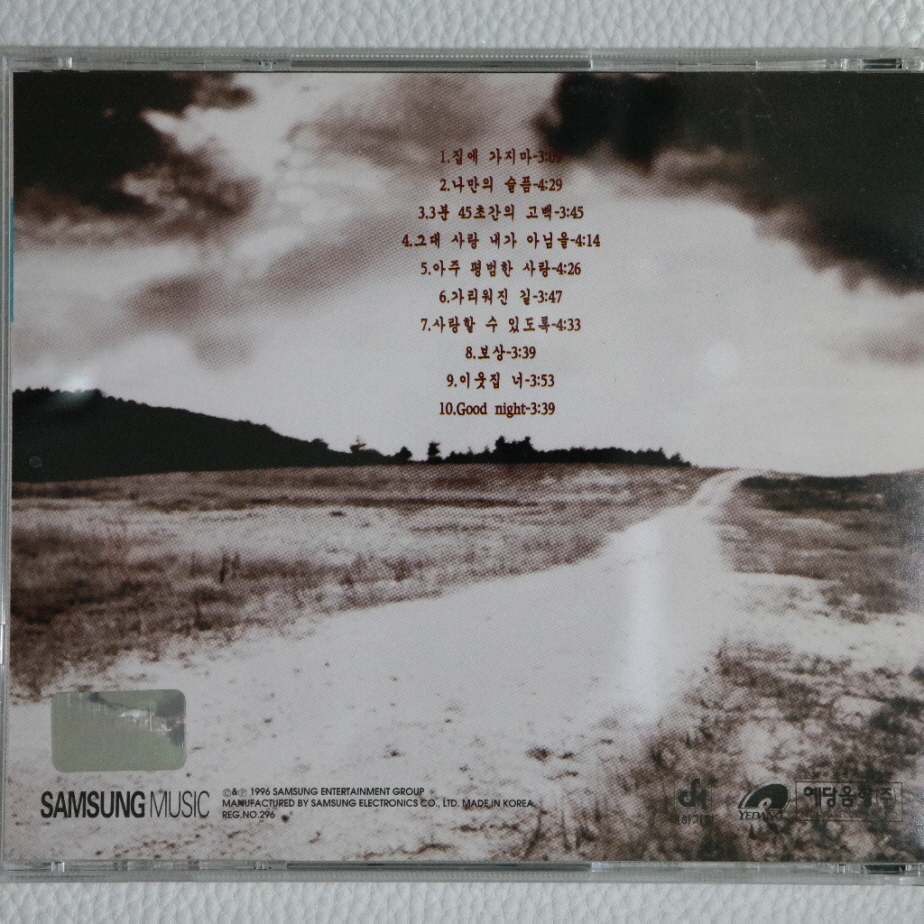 1.집에 가지마-3:09
2.나만의 슬픔-4:29
3.3분 45초간의 고백-3:45
4.그대 사랑 내가 아님을-4:14
5.아주 평범한 사랑-4:26
6.가리워진 길-3:47
7.사랑할 수 있도록-4:33
8.보상-3:39
9.이웃집 너-3:53
10.Good night-3:39
SAMSUNG MUSIC
©&℗ 1996 SAMSUNG ENTERTAINMENT GROUP
MANUFACTURED BY SAMSUNG ELECTRONICS CO., LTD. MADE IN KOREA.
REG.NO.296
YEDANG
예당음향(주)